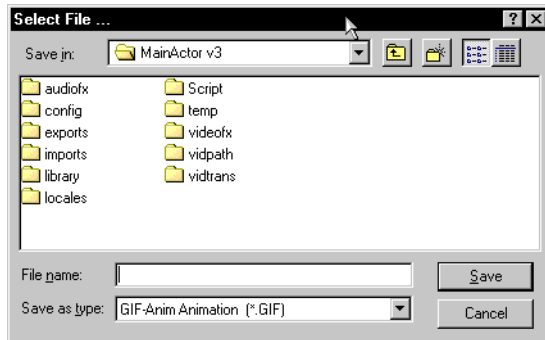 Select File ...
Save in: MainActor v3
audiofx
config
exports
imports
library
locales
Script
temp
videofx
vidpath
vidtrans
File name:
Save
Save as type: GIF-Anim Animation (*.GIF)
Cancel